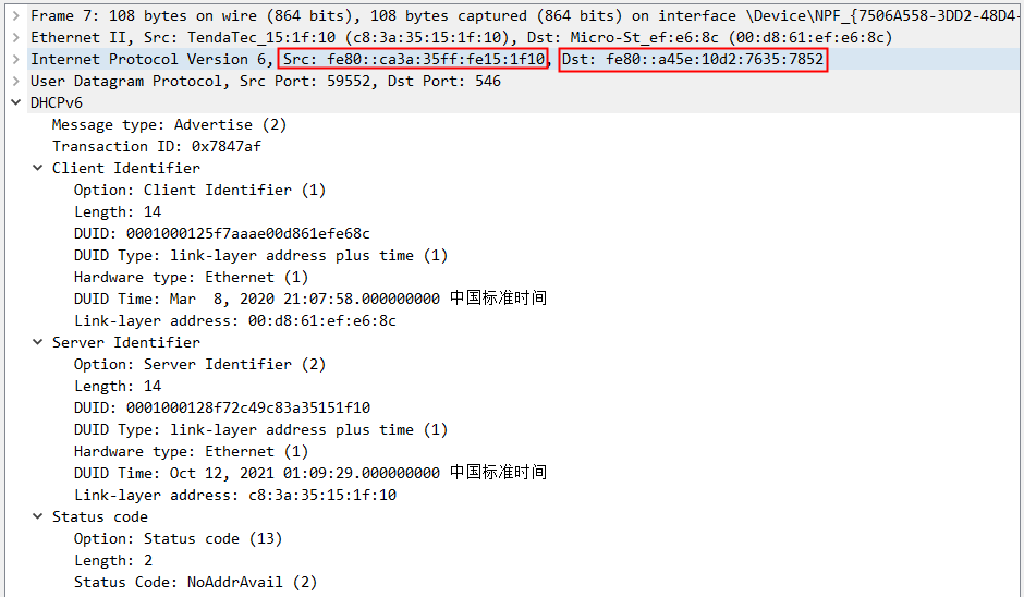 Frame 7: 108 bytes on wire (864 bits), 108 bytes captured (864 bits) on interface \Device\NPF_{7506A558-3DD2-48D4-
Ethernet II, Src: TendaTec_15:1f:10 (c8:3a:35:15:1f:10), Dst: Micro-St_ef:e6:8c (00:d8:61:ef:e6:8c)
Internet Protocol Version 6, Src: fe80::ca3a:35ff:fe15:1f10, Dst: fe80::a45e:10d2:7635:7852
User Datagram Protocol, Src Port: 59552, Dst Port: 546
DHCPv6
Message type: Advertise (2)
Transaction ID: 0x7847af
Client Identifier
Option: Client Identifier (1)
Length: 14
DUID: 0001000125f7aaae00d861efe68c
DUID Type: link-layer address plus time (1)
Hardware type: Ethernet (1)
DUID Time: Mar  8, 2020 21:07:58.000000000 中国标准时间
Link-layer address: 00:d8:61:ef:e6:8c
Server Identifier
Option: Server Identifier (2)
Length: 14
DUID: 0001000128f72c49c83a35151f10
DUID Type: link-layer address plus time (1)
Hardware type: Ethernet (1)
DUID Time: Oct 12, 2021 01:09:29.000000000 中国标准时间
Link-layer address: c8:3a:35:15:1f:10
Status code
Option: Status code (13)
Length: 2
Status Code: NoAddrAvail (2)